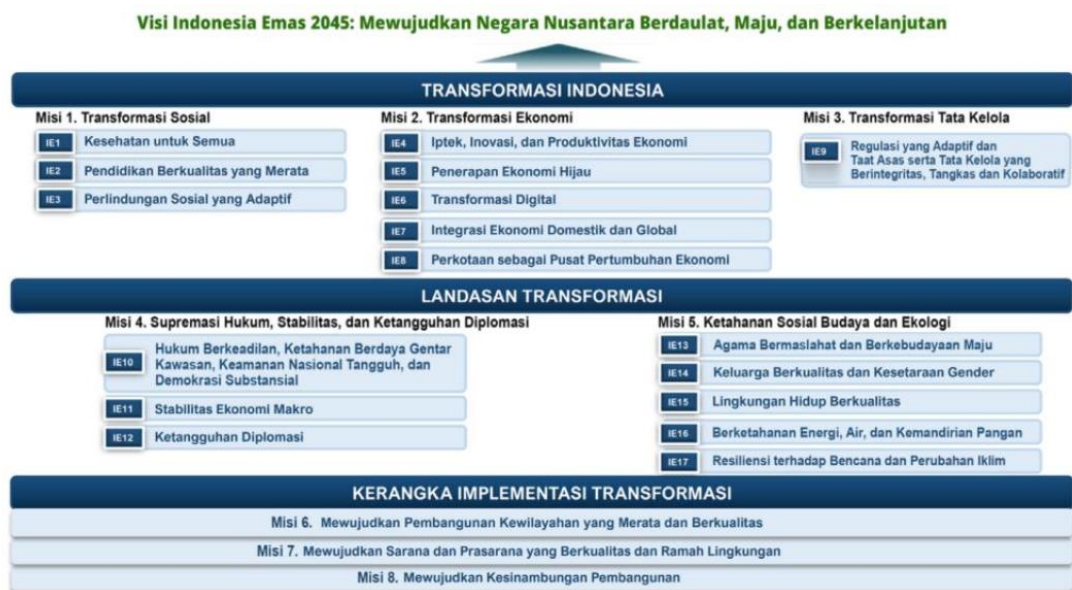 Visi Indonesia Emas 2045: Mewujudkan Negara Nusantara Berdaulat, Maju, dan Berkelanjutan
TRANSFORMASI INDONESIA
Misi 1. Transformasi Sosial
IE1 Kesehatan untuk Semua
IE2 Pendidikan Berkualitas yang Merata
IE3 Perlindungan Sosial yang Adaptif
Misi 2. Transformasi Ekonomi
IE4 Iptek, Inovasi, dan Produktivitas Ekonomi
IE5 Penerapan Ekonomi Hijau
IE6 Transformasi Digital
IE7 Integrasi Ekonomi Domestik dan Global
IE8 Perkotaan sebagai Pusat Pertumbuhan Ekonomi
Misi 3. Transformasi Tata Kelola
IE9 Regulasi yang Adaptif dan
Taat Asas serta Tata Kelola yang
Berintegritas, Tangkas dan Kolaboratif
LANDASAN TRANSFORMASI
Misi 4. Supremasi Hukum, Stabilitas, dan Ketangguhan Diplomasi
IE10 Hukum Berkeadilan, Ketahanan Berdaya Gentar
Kawasan, Keamanan Nasional Tangguh, dan
Demokrasi Substansial
IE11 Stabilitas Ekonomi Makro
IE12 Ketangguhan Diplomasi
Misi 5. Ketahanan Sosial Budaya dan Ekologi
IE13 Agama Bermaslahat dan Berkebudayaan Maju
IE14 Keluarga Berkualitas dan Kesetaraan Gender
IE15 Lingkungan Hidup Berkualitas
IE16 Berketahanan Energi, Air, dan Kemandirian Pangan
IE17 Resiliensi terhadap Bencana dan Perubahan Iklim
KERANGKA IMPLEMENTASI TRANSFORMASI
Misi 6. Mewujudkan Pembangunan Kewilayahan yang Merata dan Berkualitas
Misi 7. Mewujudkan Sarana dan Prasarana yang Berkualitas dan Ramah Lingkungan
Misi 8. Mewujudkan Kesinambungan Pembangunan